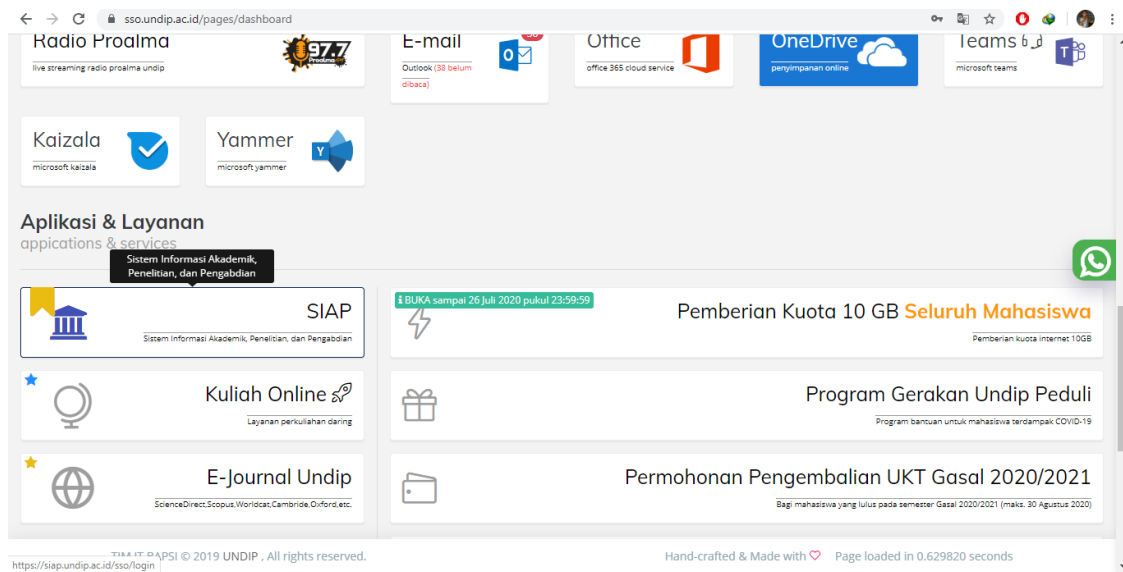 sso.undip.ac.id/pages/dashboard
Radio Proalma
live streaming radio proalma undip
97.7
Proalma
E-mail
Outlook (38 belum
dibaca)
Office
office 365 cloud service
OneDrive
penyimpanan online
Teams
microsoft teams
Kaizala
microsoft kaizala
Yammer
microsoft yammer
Aplikasi & Layanan
appications & services
Sistem Informasi Akademik,
Penelitian, dan Pengabdian
SIAP
Sistem Informasi Akademik, Penelitian, dan Pengabdian
BUKA sampai 26 Juli 2020 pukul 23:59:59
Pemberian Kuota 10 GB Seluruh Mahasiswa
Pemberian kuota internet 10GB
Kuliah Online
Layanan perkuliahan daring
Program Gerakan Undip Peduli
Program bantuan untuk mahasiswa terdampak COVID-19
E-Journal Undip
ScienceDirect,Scopus,Worldcat,Cambride,Oxford,etc.
Permohonan Pengembalian UKT Gasal 2020/2021
Bagi mahasiswa yang lulus pada semester Gasal 2020/2021 (maks. 30 Agustus 2020)
TIM IT BAPSI © 2019 UNDIP , All rights reserved.
Hand-crafted & Made with
Page loaded in 0.629820 seconds
https://siap.undip.ac.id/sso/login